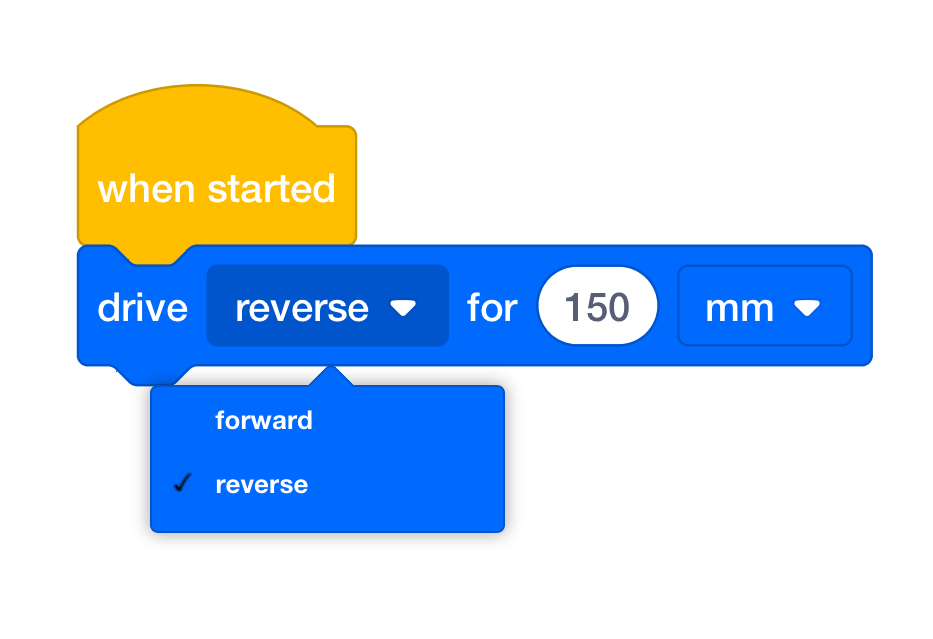 when started
drive reverse for 150 mm
forward
✓ reverse